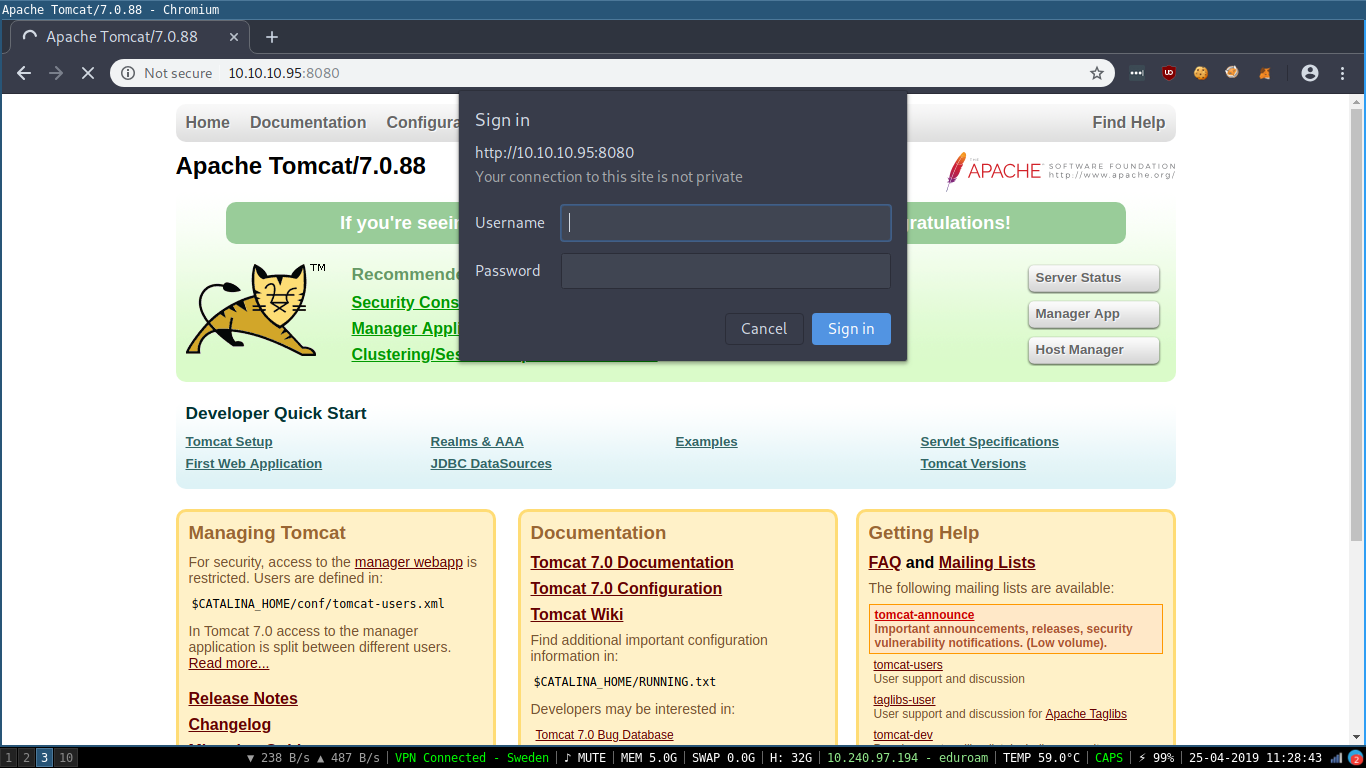 Apache Tomcat/7.0.88 - Chromium
Apache Tomcat/7.0.88
Not secure 10.10.10.95:8080
Sign in
http://10.10.10.95:8080
Your connection to this site is not private
Username
Password
Cancel Sign in
Home Documentation Configura Find Help
Apache Tomcat/7.0.88
THE APACHE SOFTWARE FOUNDATION
http://www.apache.org/
If you're seein ratulations!
TM
Recommende
Security Cons
Manager Appli
Clustering/Ses
Server Status
Manager App
Host Manager
Developer Quick Start
Tomcat Setup Realms & AAA Examples Servlet Specifications
First Web Application JDBC DataSources Tomcat Versions
Managing Tomcat
For security, access to the manager webapp is
restricted. Users are defined in:
$CATALINA_HOME/conf/tomcat-users.xml
In Tomcat 7.0 access to the manager
application is split between different users.
Read more...
Release Notes
Changelog
Documentation
Tomcat 7.0 Documentation
Tomcat 7.0 Configuration
Tomcat Wiki
Find additional important configuration
information in:
$CATALINA_HOME/RUNNING.txt
Developers may be interested in:
Tomcat 7.0 Bug Database
Getting Help
FAQ and Mailing Lists
The following mailing lists are available:
tomcat-announce
Important announcements, releases, security
vulnerability notifications. (Low volume).
tomcat-users
User support and discussion
taglibs-user
User support and discussion for Apache Taglibs
tomcat-dev
1 2 3 10 ▼ 238 B/s ▲ 487 B/s VPN Connected - Sweden ♪ MUTE MEM 5.0G SWAP 0.0G H: 32G 10.240.97.194 - eduroam TEMP 59.0°C CAPS ⚡ 99% 25-04-2019 11:28:43 2